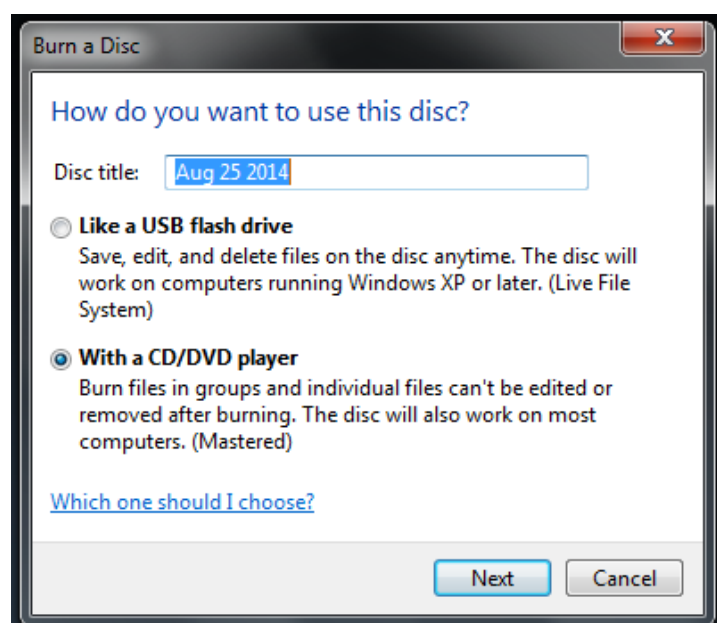 Burn a Disc
How do you want to use this disc?
Disc title: Aug 25 2014
Like a USB flash drive
Save, edit, and delete files on the disc anytime. The disc will
work on computers running Windows XP or later. (Live File
System)
With a CD/DVD player
Burn files in groups and individual files can't be edited or
removed after burning. The disc will also work on most
computers. (Mastered)
Which one should I choose?
Next Cancel